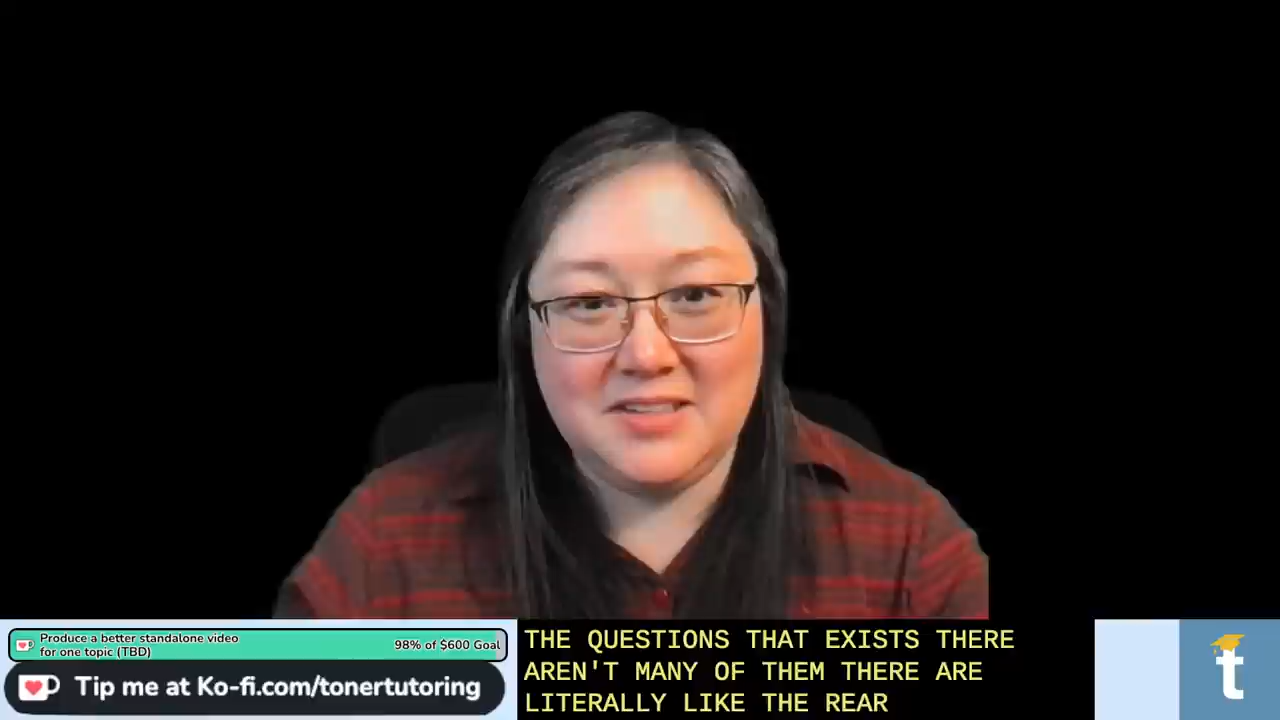 Produce a better standalone video
for one topic (TBD)
98% of $600 Goal
Tip me at Ko-fi.com/tonertutoring
THE QUESTIONS THAT EXISTS THERE
AREN'T MANY OF THEM THERE ARE
LITERALLY LIKE THE REAR
t